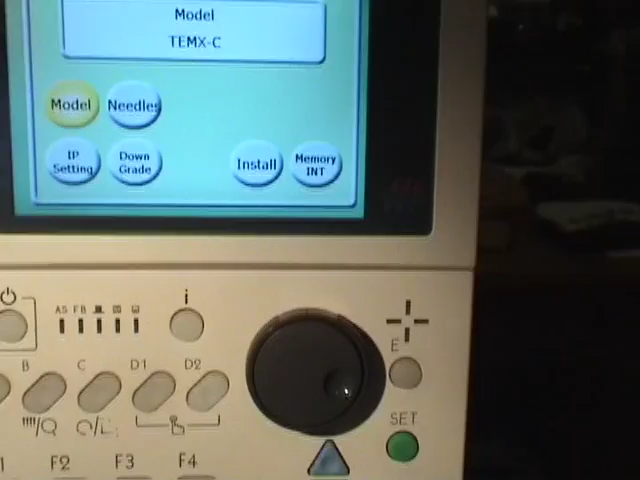 Model
TEMX-C
Model
Needles
IP
Setting
Down
Grade
Install
Memory
INT
AS FB
i
E
B
C
D1
D2
SET
1
F2
F3
F4